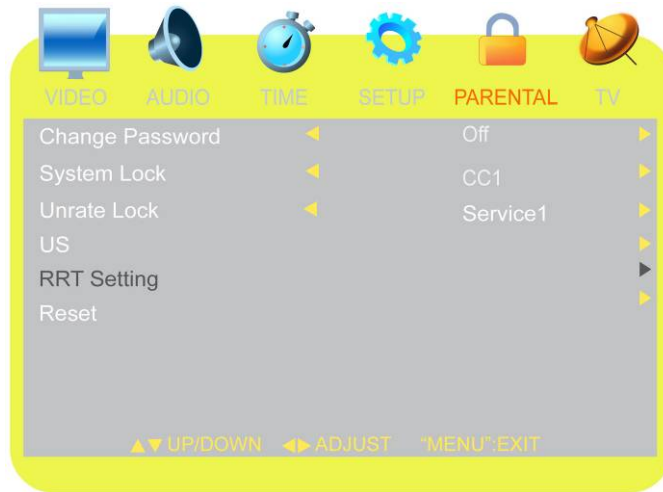 VIDEO AUDIO TIME SETUP PARENTAL TV
Change Password ◀ Off ▶
System Lock ◀ CC1 ▶
Unrate Lock ◀ Service1 ▶
US ▶
RRT Setting ▶
Reset ▶
▲▼ UP/DOWN ◀▶ ADJUST “MENU”:EXIT